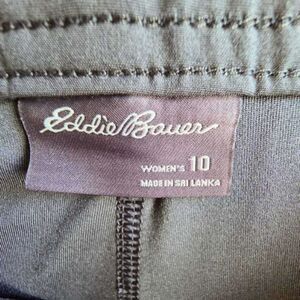 Eddie Bauer
WOMEN'S 10
MADE IN SRI LANKA